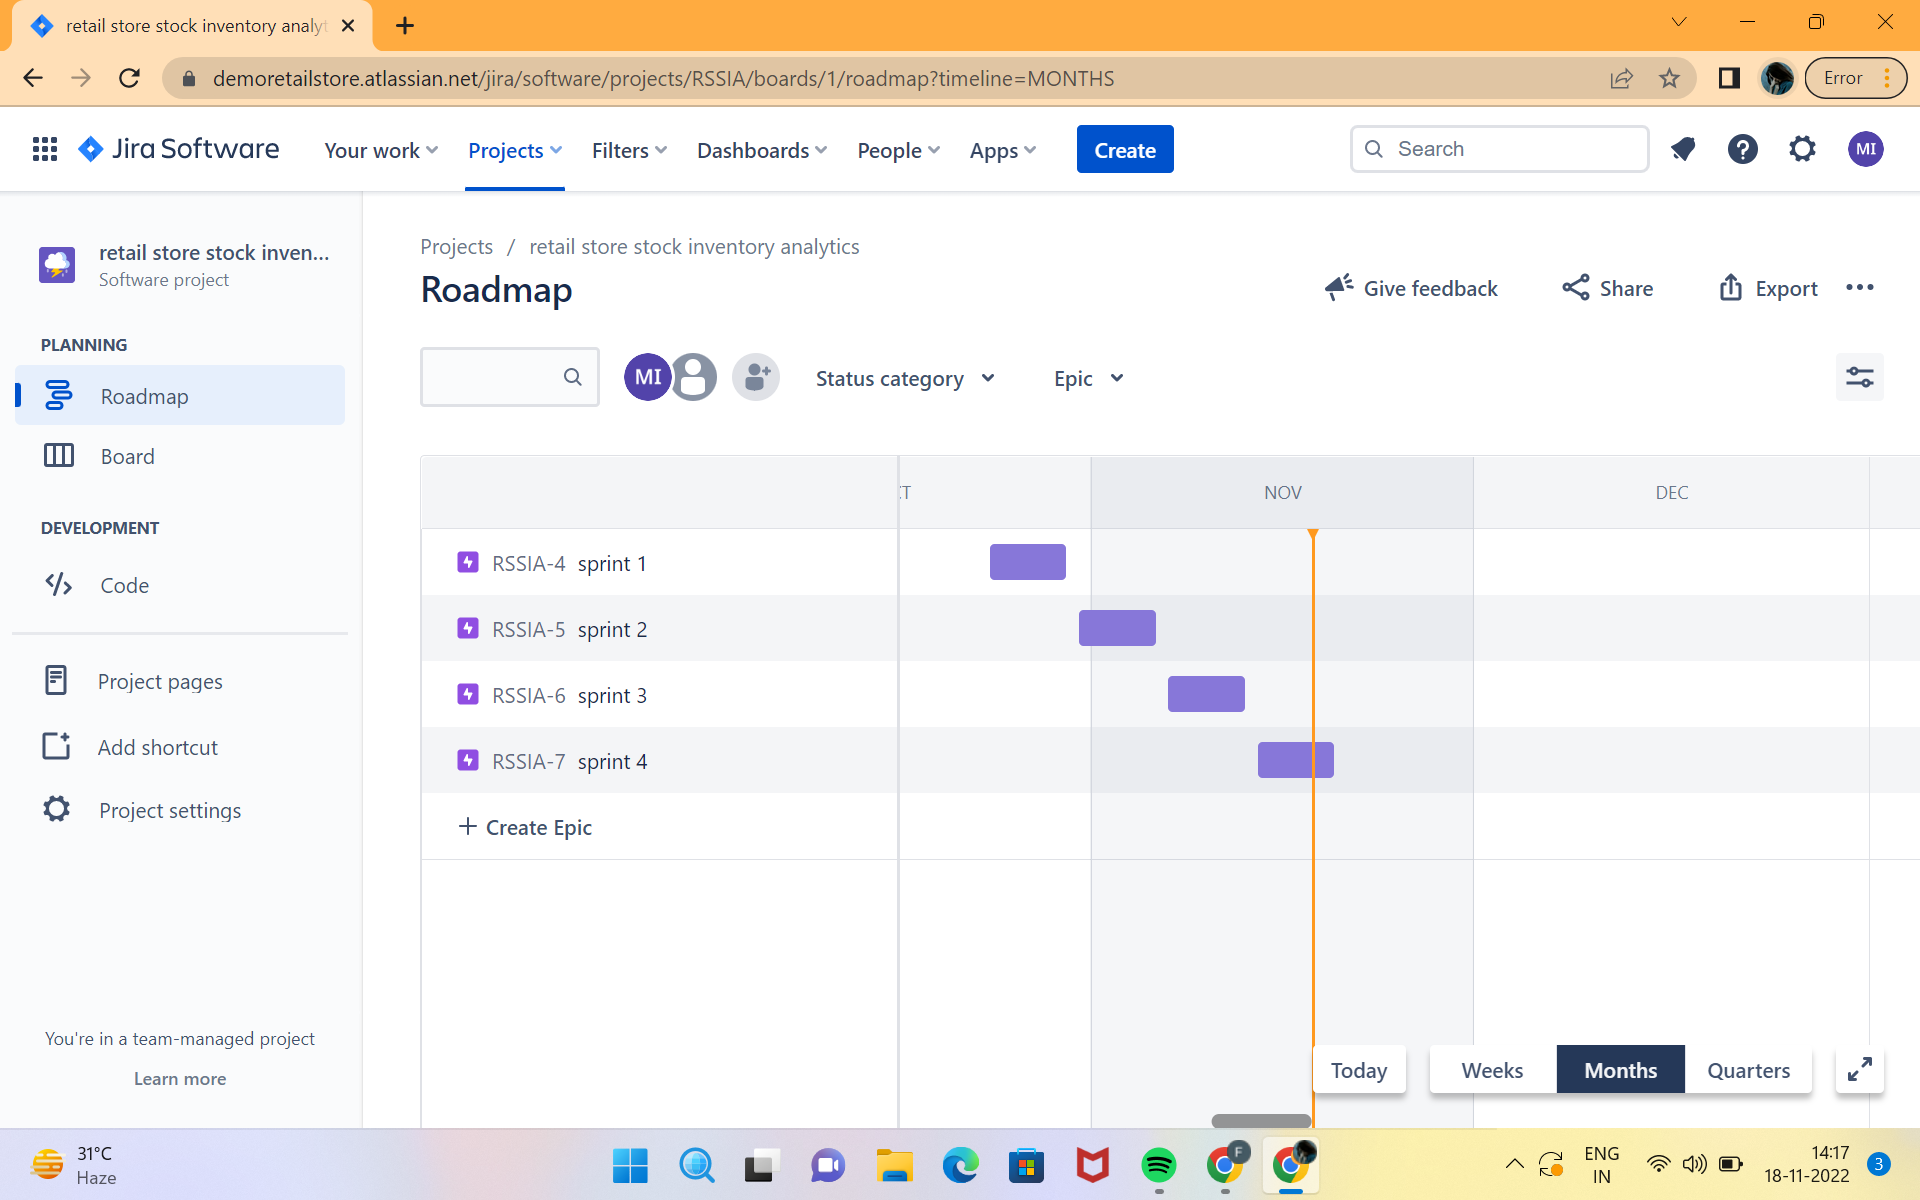 retail store stock inventory analyt
demoretailstore.atlassian.net/jira/software/projects/RSSIA/boards/1/roadmap?timeline=MONTHS
Error
Jira Software
Your work
Projects
Filters
Dashboards
People
Apps
Create
Search
MI
retail store stock inven...
Software project
PLANNING
Roadmap
Board
DEVELOPMENT
Code
Project pages
Add shortcut
Project settings
You're in a team-managed project
Learn more
Projects / retail store stock inventory analytics
Roadmap
Give feedback
Share
Export
MI
Status category
Epic
CT
NOV
DEC
RSSIA-4 sprint 1
RSSIA-5 sprint 2
RSSIA-6 sprint 3
RSSIA-7 sprint 4
+ Create Epic
Today
Weeks
Months
Quarters
31°C
Haze
F
ENG
IN
14:17
18-11-2022
3